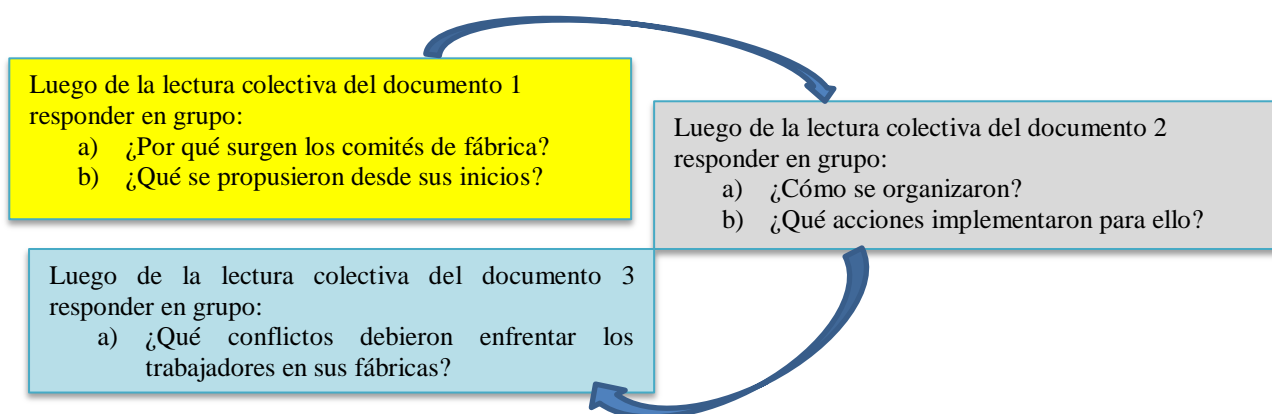 Luego de la lectura colectiva del documento 1
responder en grupo:
a) ¿Por qué surgen los comités de fábrica?
b) ¿Qué se propusieron desde sus inicios?
Luego de la lectura colectiva del documento 2
responder en grupo:
a) ¿Cómo se organizaron?
b) ¿Qué acciones implementaron para ello?
Luego de la lectura colectiva del documento 3
responder en grupo:
a) ¿Qué conflictos debieron enfrentar los
trabajadores en sus fábricas?